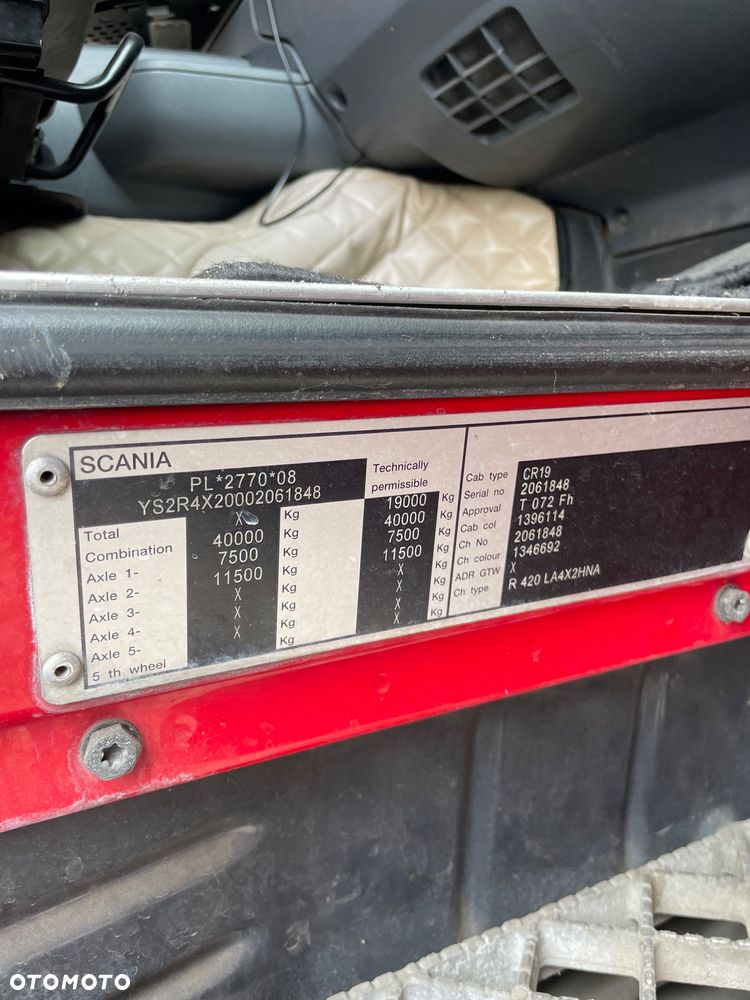 SCANIA
PL*2770*08
YS2R4X20002061848
Technically
permissible
Total X Kg 19000 Kg
Combination 40000 Kg 40000 Kg
Axle 1- 7500 Kg 7500 Kg
Axle 2- 11500 Kg 11500 Kg
Axle 3- X Kg X Kg
Axle 4- X Kg X Kg
Axle 5- X Kg X Kg
5 th wheel X Kg X Kg
Cab type CR19
Serial no 2061848
Approval T 072 Fh
Cab col 1396114
Ch No 2061848
Ch colour 1346692
ADR GTW X
Ch type R 420 LA4X2HNA
OTOMOTO